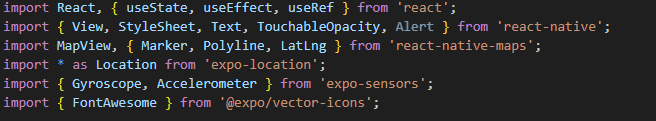 import React, { useState, useEffect, useRef } from 'react';
import { View, StyleSheet, Text, TouchableOpacity, Alert } from 'react-native';
import MapView, { Marker, Polyline, LatLng } from 'react-native-maps';
import * as Location from 'expo-location';
import { Gyroscope, Accelerometer } from 'expo-sensors';
import { FontAwesome } from '@expo/vector-icons';